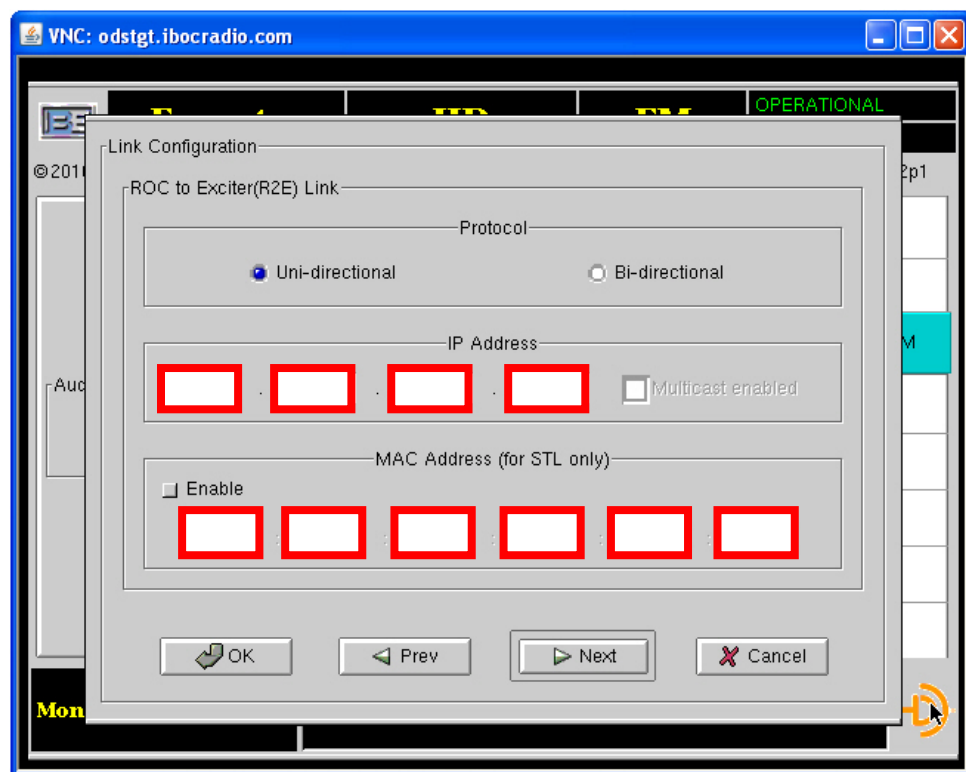 VNC: odstgt.ibocradio.com
OPERATIONAL
©201
2p1
Link Configuration
ROC to Exciter(R2E) Link
Protocol
Uni-directional
Bi-directional
IP Address
. . .
Multicast enabled
M
Aud
MAC Address (for STL only)
Enable
: : : : :
OK
Prev
Next
Cancel
Mon